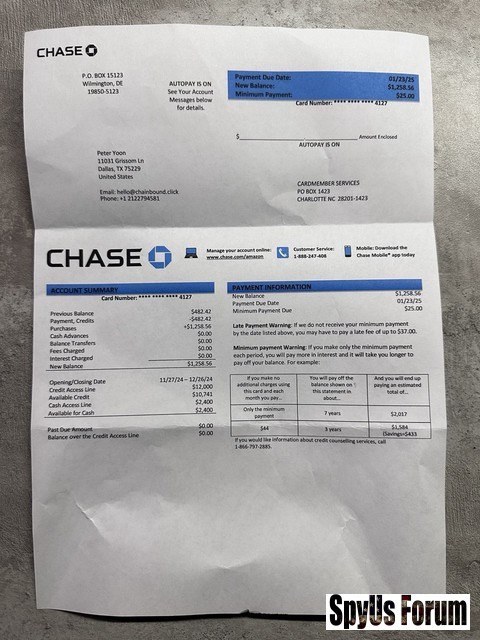 CHASE
P.O. BOX 15123
Wilmington, DE
19850-5123
AUTOPAY IS ON
See Your Account
Messages below
for details.
Payment Due Date: 01/23/25
New Balance: $1,258.56
Minimum Payment: $25.00
Card Number: **** **** **** 4127
$ Amount Enclosed
AUTOPAY IS ON
Peter Yoon
11031 Grissom Ln
Dallas, TX 75229
United States
Email: hello@chainbound.click
Phone: +1 2122794581
CARDMEMBER SERVICES
PO BOX 1423
CHARLOTTE NC 28201-1423
CHASE
Manage your account online:
www.chase.com/amazon
Customer Service:
1-888-247-408
Mobile: Download the
Chase Mobile® app today
ACCOUNT SUMMARY
Card Number: **** **** **** 4127
Previous Balance $482.42
Payment, Credits -$482.42
Purchases +$1,258.56
Cash Advances $0.00
Balance Transfers $0.00
Fees Charged $0.00
Interest Charged $0.00
New Balance $1,258.56
Opening/Closing Date 11/27/24 – 12/26/24
Credit Access Line $12,000
Available Credit $10,741
Cash Access Line $2,400
Available for Cash $2,400
Past Due Amount $0.00
Balance over the Credit Access Line $0.00
PAYMENT INFORMATION
New Balance $1,258.56
Payment Due Date 01/23/25
Minimum Payment Due $25.00
Late Payment Warning: If we do not receive your minimum payment
by the date listed above, you may have to pay a late fee of up to $37.00.
Minimum payment Warning: If you make only the minimum payment
each period, you will pay more in interest and it will take you longer to
pay off your balance. For example:
If you make no
additional charges using
this card and each
month you pay...
You will pay off the
balance shown on
this statement in
about...
And you will end up
paying an estimated
total of...
Only the minimum
payment
7 years
$2,017
$44
3 years
$1,584
(Savings=$433
If you would like information about credit counselling services, call
1-866-797-2885.
SpyUs Forum